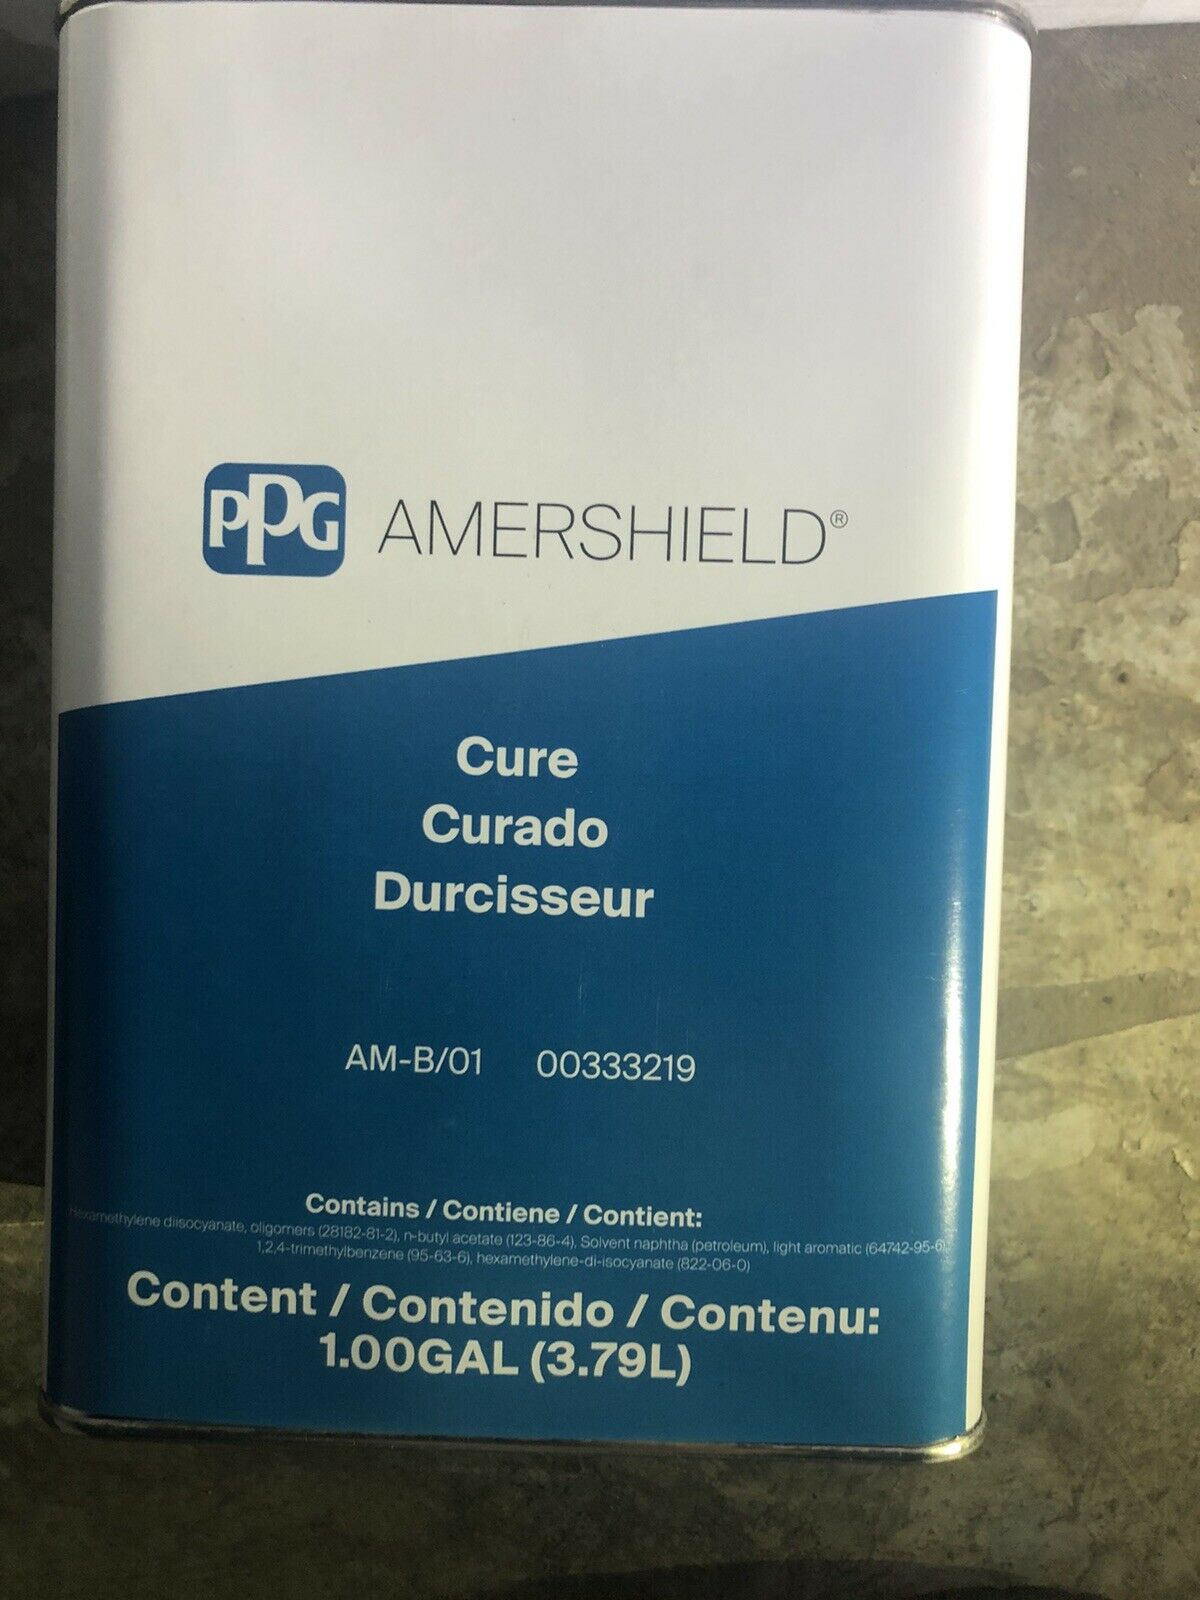 PPG AMERSHIELD®
Cure
Curado
Durcisseur
AM-B/01 00333219
Contains / Contiene / Contient:
Hexamethylene diisocyanate, oligomers (28182-81-2), n-butyl acetate (123-86-4), Solvent naphtha (petroleum), light aromatic (64742-95-6),
1,2,4-trimethylbenzene (95-63-6), hexamethylene-di-isocyanate (822-06-0)
Content / Contenido / Contenu:
1.00GAL (3.79L)